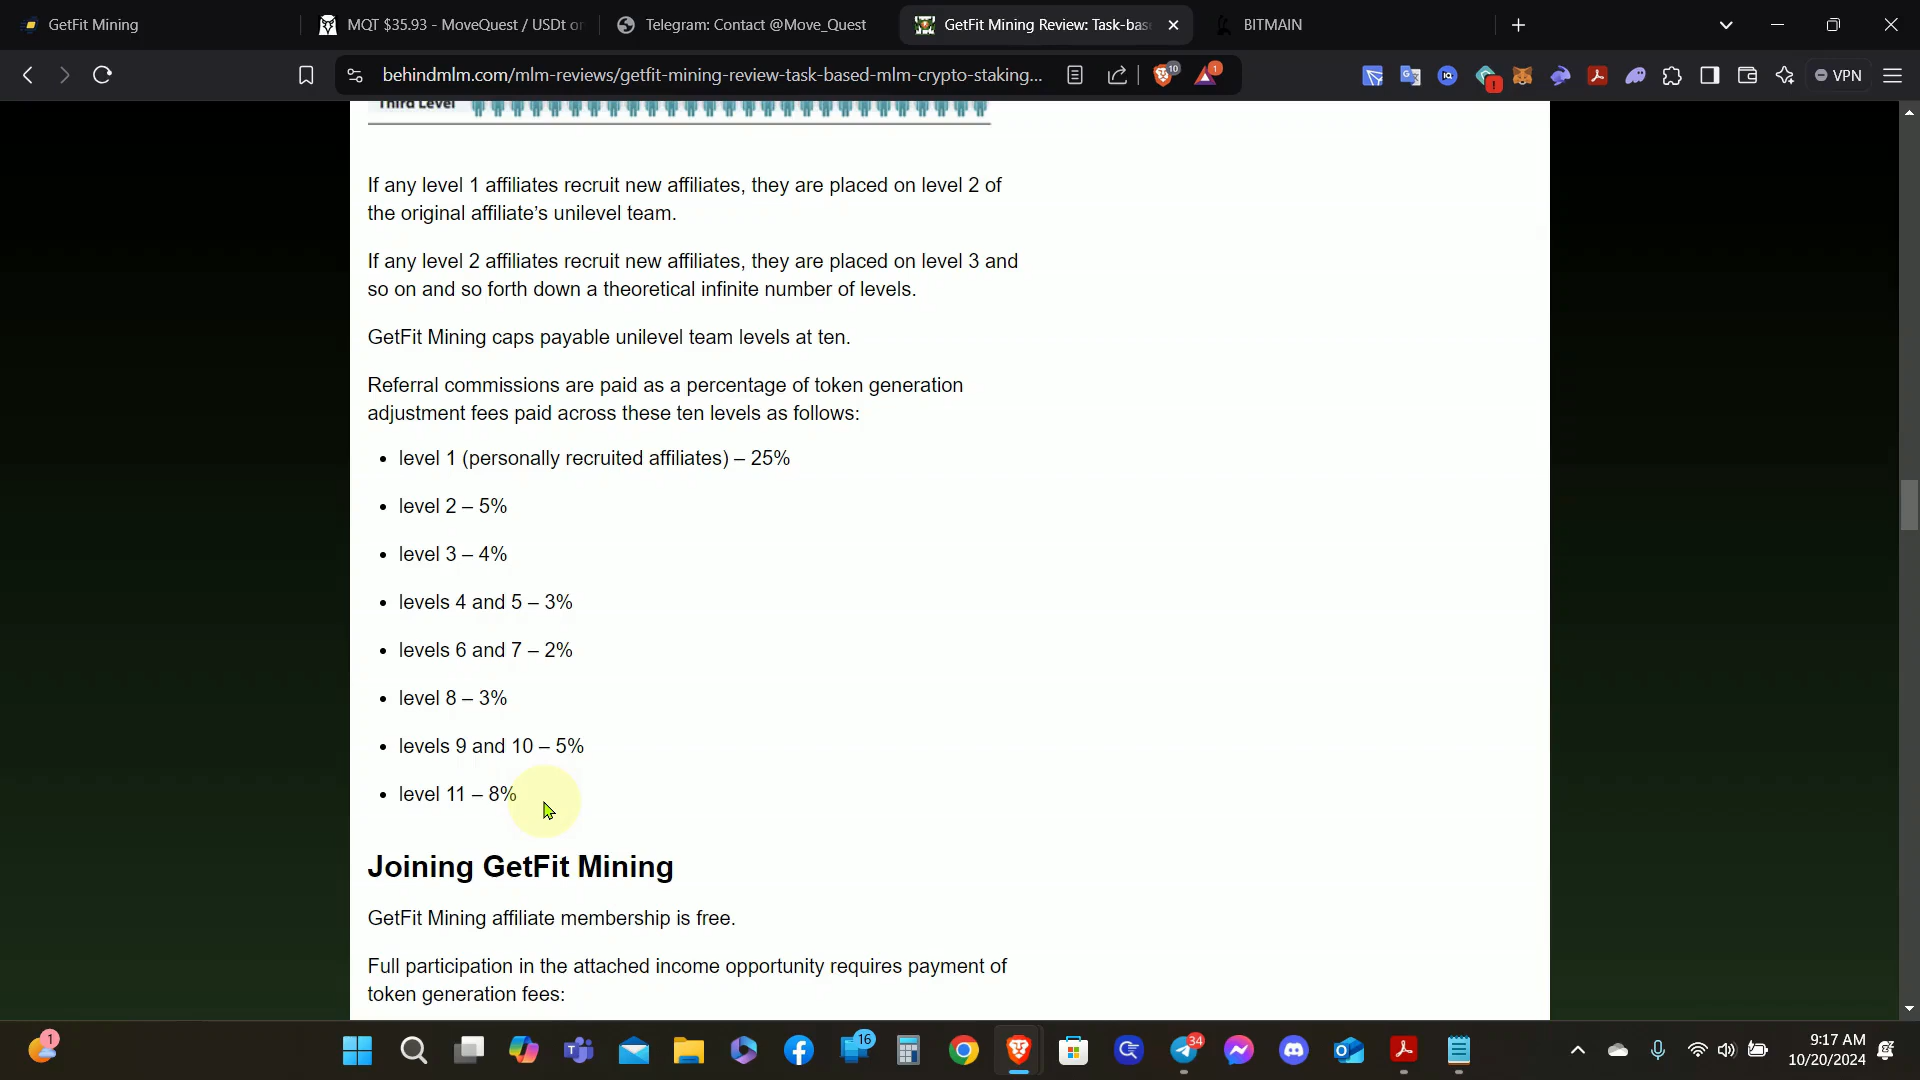 GetFit Mining
MQT $35.93 - MoveQuest / USDt or
Telegram: Contact @Move_Quest
GetFit Mining Review: Task-bas
BITMAIN
behindmlm.com/mlm-reviews/getfit-mining-review-task-based-mlm-crypto-staking...
10
1
VPN
Third Level
If any level 1 affiliates recruit new affiliates, they are placed on level 2 of
the original affiliate’s unilevel team.
If any level 2 affiliates recruit new affiliates, they are placed on level 3 and
so on and so forth down a theoretical infinite number of levels.
GetFit Mining caps payable unilevel team levels at ten.
Referral commissions are paid as a percentage of token generation
adjustment fees paid across these ten levels as follows:
• level 1 (personally recruited affiliates) – 25%
• level 2 – 5%
• level 3 – 4%
• levels 4 and 5 – 3%
• levels 6 and 7 – 2%
• level 8 – 3%
• levels 9 and 10 – 5%
• level 11 – 8%
Joining GetFit Mining
GetFit Mining affiliate membership is free.
Full participation in the attached income opportunity requires payment of
token generation fees:
1
16
34
9:17 AM
10/20/2024